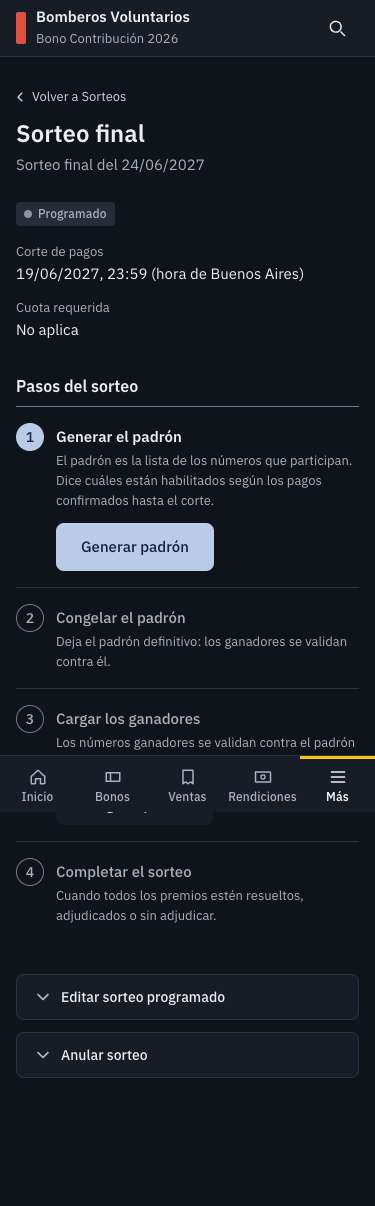 Bomberos Voluntarios
Bono Contribución 2026
Volver a Sorteos
Sorteo final
Sorteo final del 24/06/2027
Programado
Corte de pagos
19/06/2027, 23:59 (hora de Buenos Aires)
Cuota requerida
No aplica
Pasos del sorteo
1 Generar el padrón
El padrón es la lista de los números que participan.
Dice cuáles están habilitados según los pagos
confirmados hasta el corte.
Generar padrón
2 Congelar el padrón
Deja el padrón definitivo: los ganadores se validan
contra él.
3 Cargar los ganadores
Los números ganadores se validan contra el padrón
Inicio Bonos Ventas Rendiciones Más
4 Completar el sorteo
Cuando todos los premios estén resueltos,
adjudicados o sin adjudicar.
Editar sorteo programado
Anular sorteo